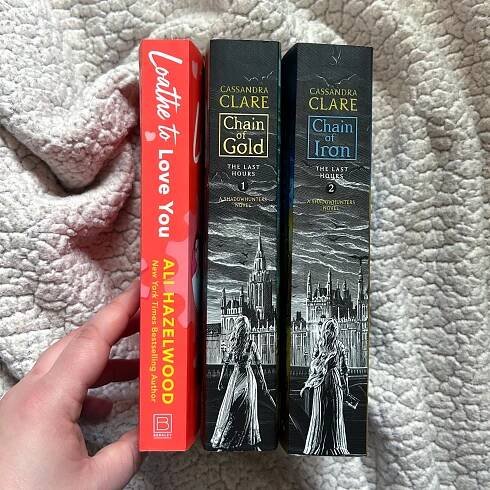 Loathe to Love You
ALI HAZELWOOD
New York Times Bestselling Author
B
BERKLEY
CASSANDRA
CLARE
Chain
of
Gold
THE LAST
HOURS
1
A SHADOWHUNTERS
NOVEL
CASSANDRA
CLARE
Chain
of
Iron
THE LAST
HOURS
2
A SHADOWHUNTERS
NOVEL